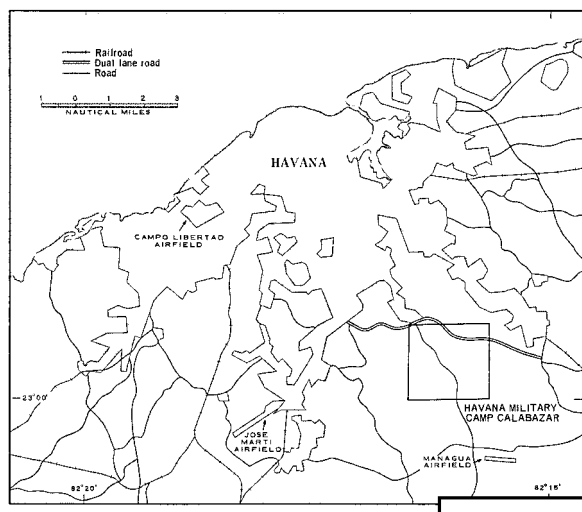 Railroad
Dual lane road
Road
1 0 1 2 3
NAUTICAL MILES
HAVANA
CAMPO LIBERTAD
AIRFIELD
23°00'
HAVANA MILITARY
CAMP CALABAZAR
JOSE
MARTI
AIRFIELD
MANAGUA
AIRFIELD
82°20'
82°15'